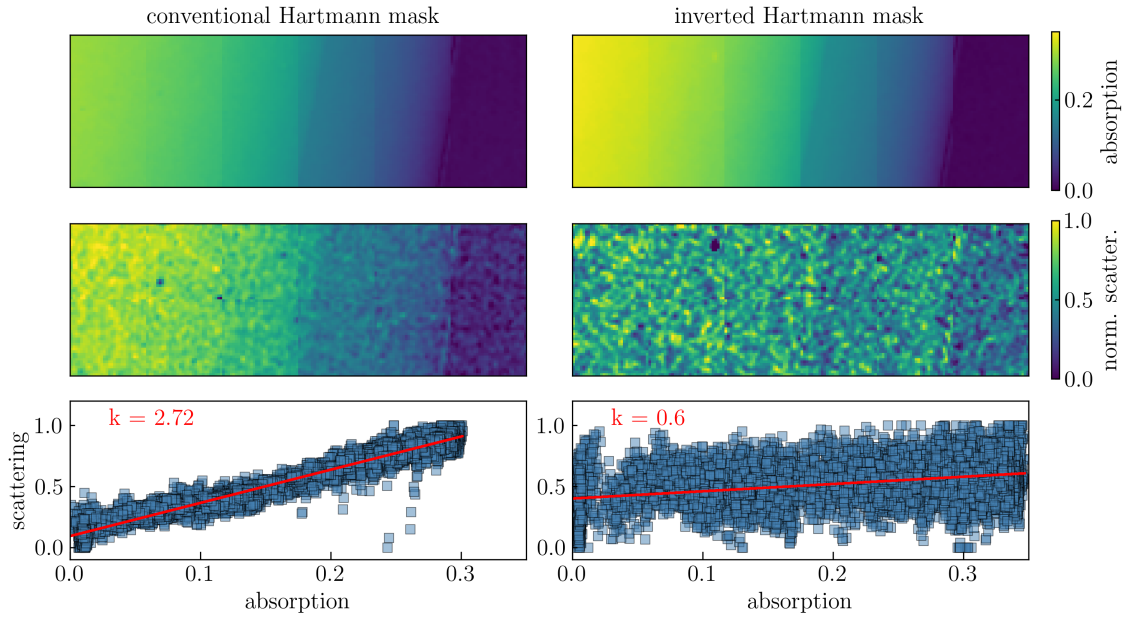 conventional Hartmann mask
inverted Hartmann mask
0.2
0.0
absorption
1.0
0.5
0.0
norm. scatter.
k = 2.72
1.0
0.5
0.0
scattering
0.0
0.1
0.2
0.3
absorption
k = 0.6
1.0
0.5
0.0
0.0
0.1
0.2
0.3
absorption